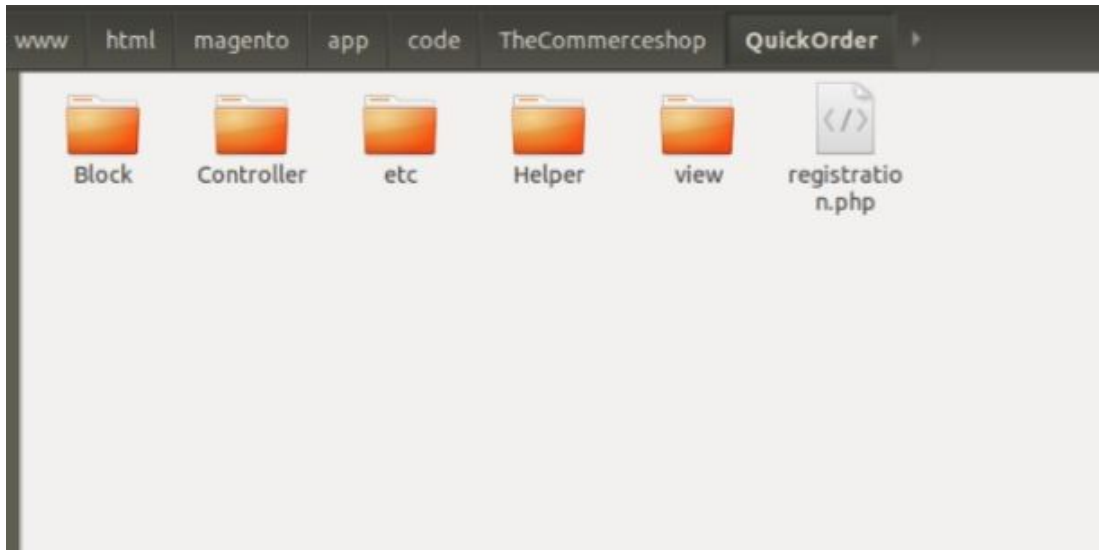 www html magento app code TheCommerceshop QuickOrder
Block Controller etc Helper view registratio
n.php